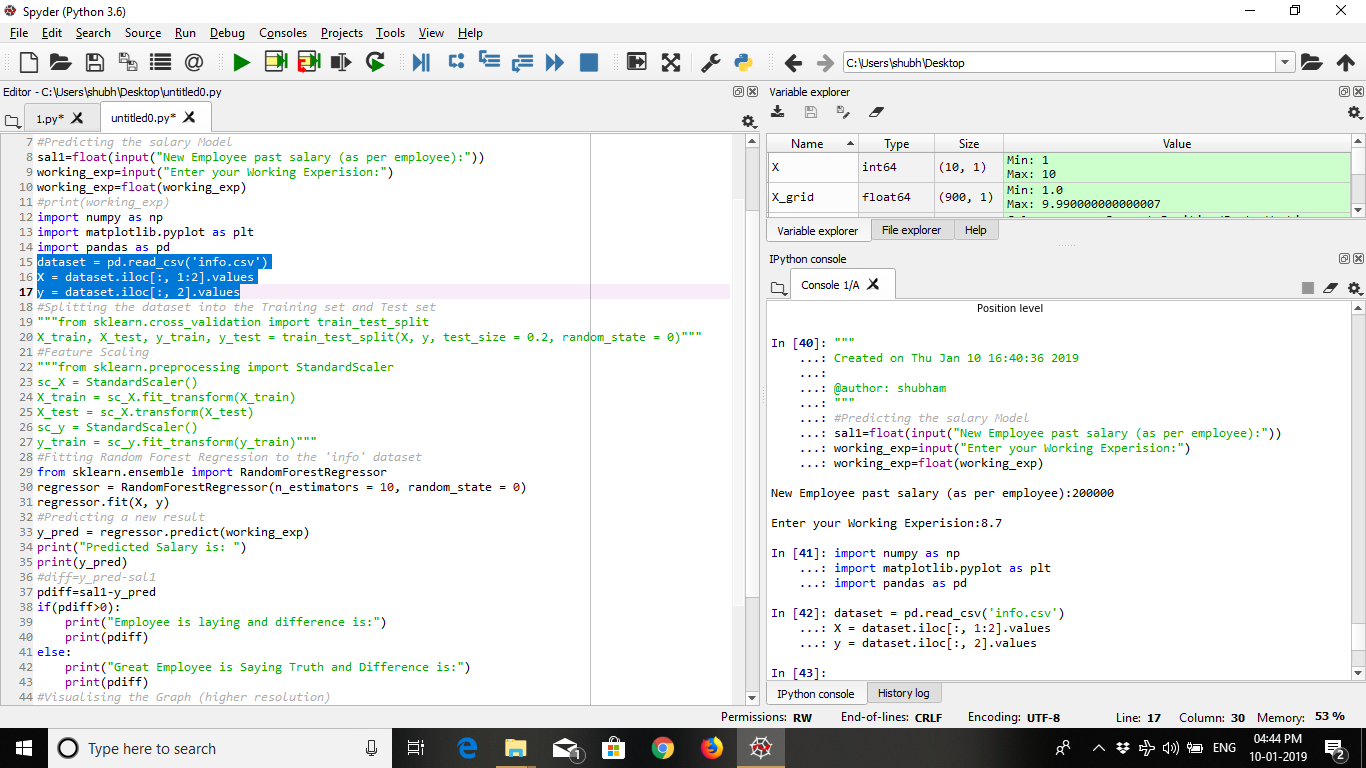 Spyder (Python 3.6)
File Edit Search Source Run Debug Consoles Projects Tools View Help
C:\Users\shubh\Desktop
Editor - C:\Users\shubh\Desktop\untitled0.py
1.py* untitled0.py*
7 #Predicting the salary Model
8 sal1=float(input("New Employee past salary (as per employee):"))
9 working_exp=input("Enter your Working Experision:")
10 working_exp=float(working_exp)
11 #print(working_exp)
12 import numpy as np
13 import matplotlib.pyplot as plt
14 import pandas as pd
15 dataset = pd.read_csv('info.csv')
16 X = dataset.iloc[:, 1:2].values
17 y = dataset.iloc[:, 2].values
18 #Splitting the dataset into the Training set and Test set
19 """from sklearn.cross_validation import train_test_split
20 X_train, X_test, y_train, y_test = train_test_split(X, y, test_size = 0.2, random_state = 0)"""
21 #Feature Scaling
22 """from sklearn.preprocessing import StandardScaler
23 sc_X = StandardScaler()
24 X_train = sc_X.fit_transform(X_train)
25 X_test = sc_X.transform(X_test)
26 sc_y = StandardScaler()
27 y_train = sc_y.fit_transform(y_train)"""
28 #Fitting Random Forest Regression to the 'info' dataset
29 from sklearn.ensemble import RandomForestRegressor
30 regressor = RandomForestRegressor(n_estimators = 10, random_state = 0)
31 regressor.fit(X, y)
32 #Predicting a new result
33 y_pred = regressor.predict(working_exp)
34 print("Predicted Salary is: ")
35 print(y_pred)
36 #diff=y_pred-sal1
37 pdiff=sal1-y_pred
38 if(pdiff>0):
39 print("Employee is laying and difference is:")
40 print(pdiff)
41 else:
42 print("Great Employee is Saying Truth and Difference is:")
43 print(pdiff)
44 #Visualising the Graph (higher resolution)
Variable explorer
Name Type Size Value
X int64 (10, 1) Min: 1
Max: 10
X_grid float64 (900, 1) Min: 1.0
Max: 9.990000000000007
Variable explorer File explorer Help
IPython console
Console 1/A
Position level
In [40]: """
...: Created on Thu Jan 10 16:40:36 2019
...:
...: @author: shubham
...: """
...: #Predicting the salary Model
...: sal1=float(input("New Employee past salary (as per employee):"))
...: working_exp=input("Enter your Working Experision:")
...: working_exp=float(working_exp)
New Employee past salary (as per employee):200000
Enter your Working Experision:8.7
In [41]: import numpy as np
...: import matplotlib.pyplot as plt
...: import pandas as pd
In [42]: dataset = pd.read_csv('info.csv')
...: X = dataset.iloc[:, 1:2].values
...: y = dataset.iloc[:, 2].values
In [43]:
IPython console History log
Permissions: RW End-of-lines: CRLF Encoding: UTF-8 Line: 17 Column: 30 Memory: 53 %
Type here to search
1
ENG
04:44 PM
10-01-2019
2